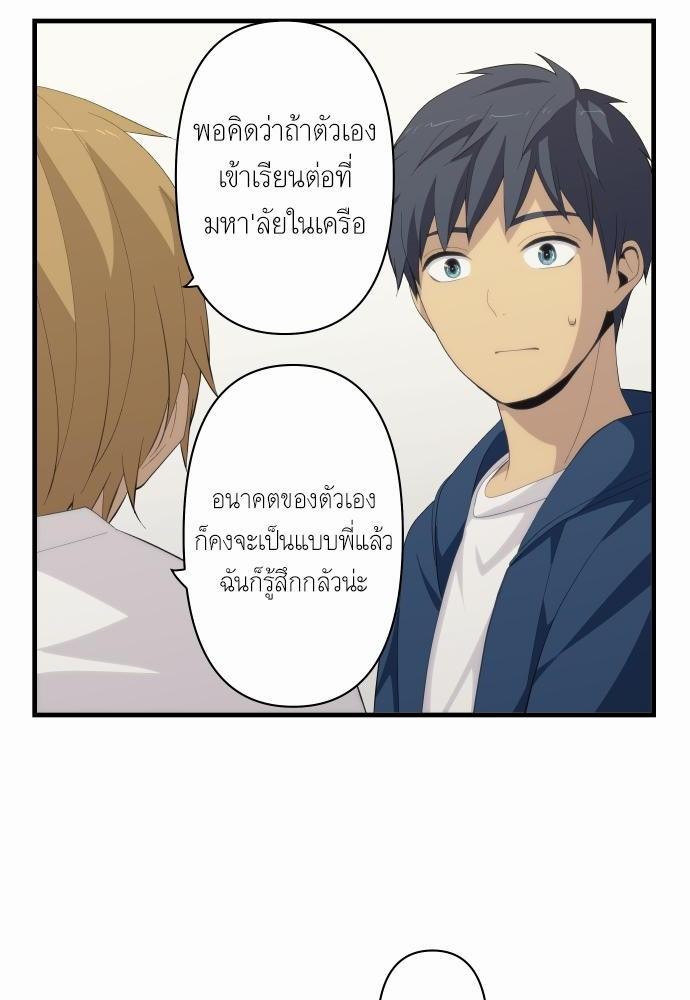 พอคิดว่าถ้าตัวเอง
เข้าเรียนต่อที่
มหา'ลัยในเครือ
อนาคตของตัวเอง
ก็คงจะเป็นแบบพี่แล้ว
ฉันก็รู้สึกกลัวน่ะ